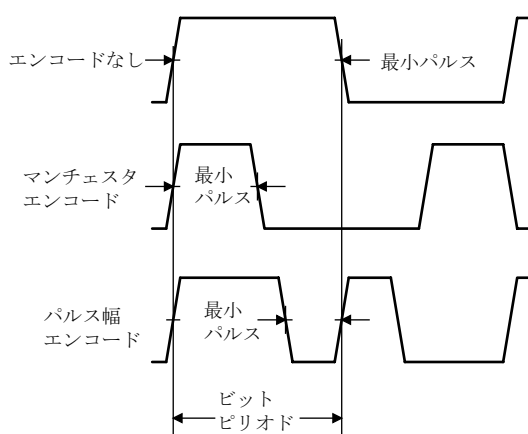 エンコードなし
最小パルス
マンチェスタ
エンコード
最小
パルス
パルス幅
エンコード
最小
パルス
ビット
ピリオド